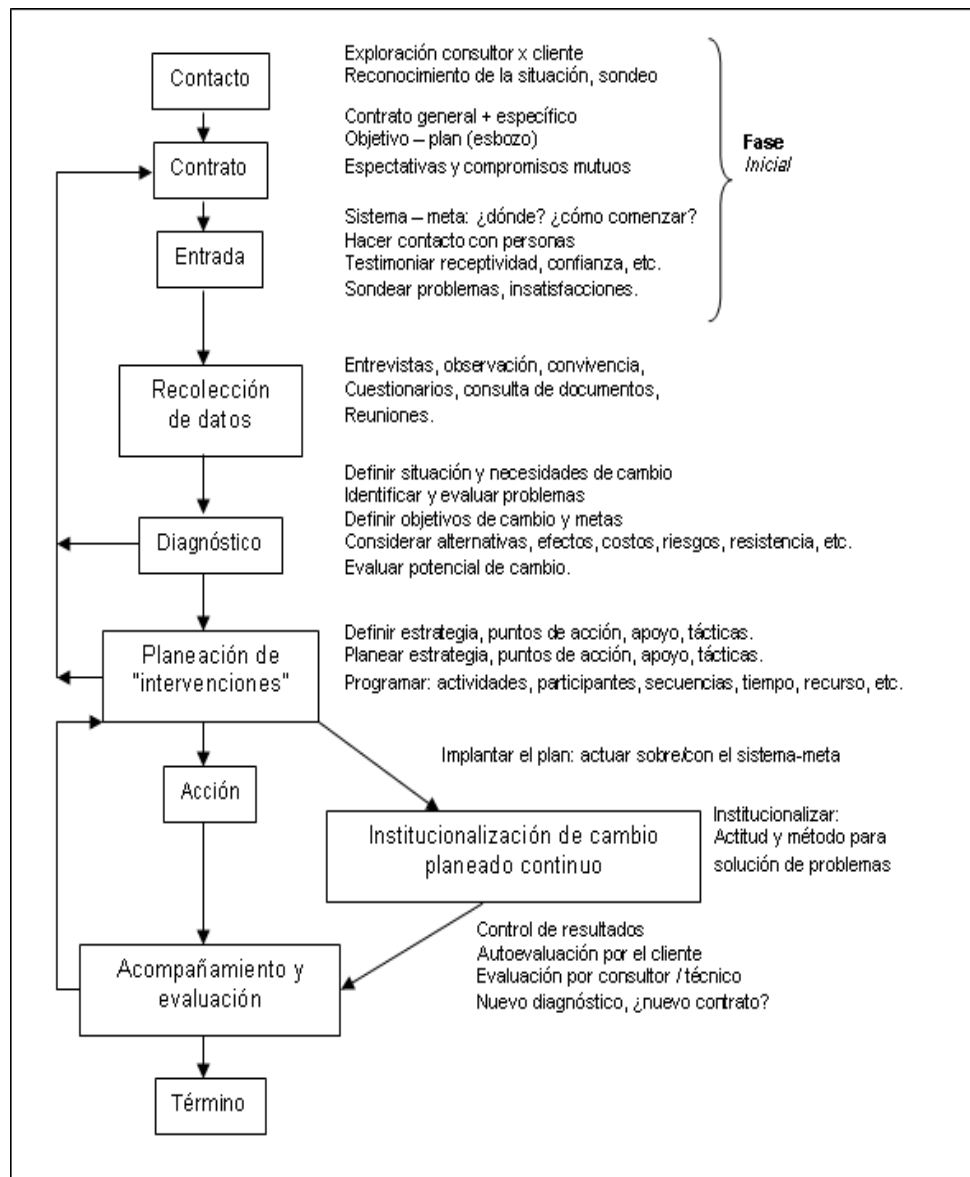 Contacto
Exploración consultor x cliente
Reconocimiento de la situación, sondeo
Contrato general + específico
Objetivo – plan (esbozo)
Contrato
Espectativas y compromisos mutuos
Fase
Inicial
Sistema – meta: ¿dónde? ¿cómo comenzar?
Hacer contacto con personas
Entrada
Testimoniar receptividad, confianza, etc.
Sondear problemas, insatisfacciones.
Recolección
de datos
Entrevistas, observación, convivencia,
Cuestionarios, consulta de documentos,
Reuniones.
Definir situación y necesidades de cambio
Identificar y evaluar problemas
Definir objetivos de cambio y metas
Diagnóstico
Considerar alternativas, efectos, costos, riesgos, resistencia, etc.
Evaluar potencial de cambio.
Planeación de
"intervenciones"
Definir estrategia, puntos de acción, apoyo, tácticas.
Planear estrategia, puntos de acción, apoyo, tácticas.
Programar: actividades, participantes, secuencias, tiempo, recurso, etc.
Implantar el plan: actuar sobre/con el sistema-meta
Acción
Institucionalización de cambio
planeado continuo
Institucionalizar:
Actitud y método para
solución de problemas
Control de resultados
Autoevaluación por el cliente
Evaluación por consultor / técnico
Nuevo diagnóstico, ¿nuevo contrato?
Acompañamiento y
evaluación
Término